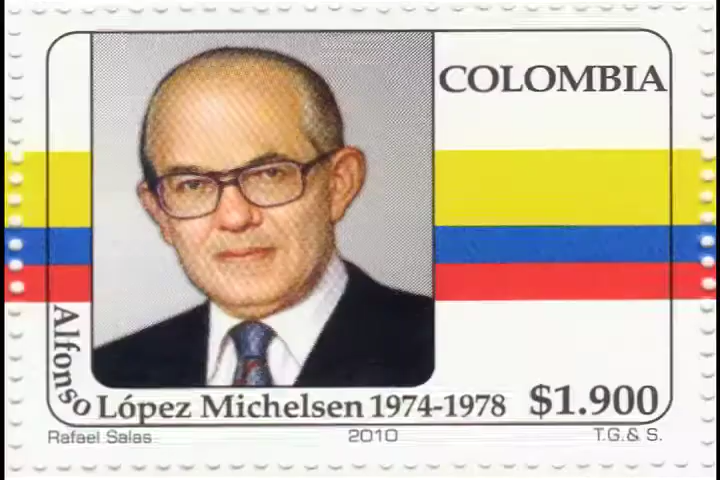 COLOMBIA
Alfonso
López Michelsen 1974-1978
$1.900
Rafael Salas
2010
T.G.& S.